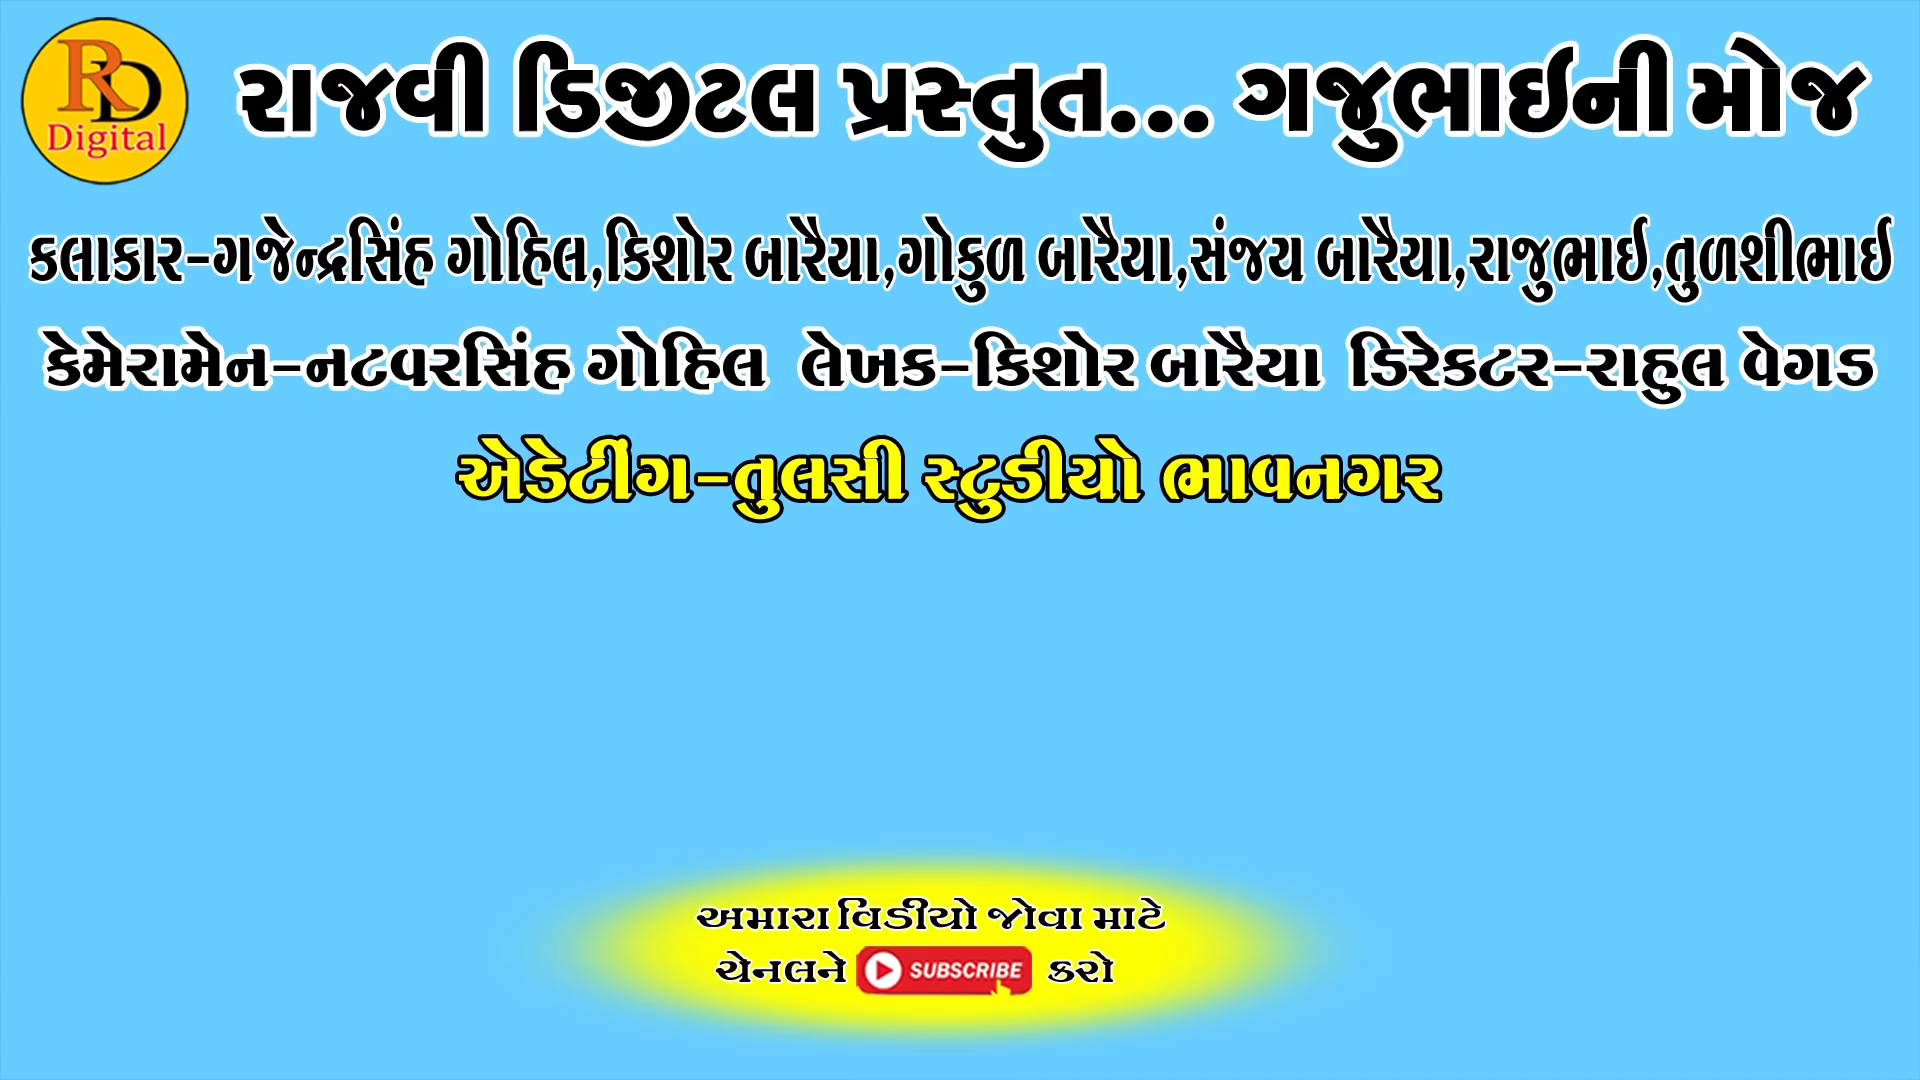 RD
Digital
રાજવી ડિજીટલ પ્રસ્તુત... ગજુભાઇની મોજ
કલાકાર-ગજેન્દ્રસિંહ ગોહિલ,કિશોર બારૈયા,ગોકુળ બારૈયા,સંજય બારૈયા,રાજુભાઈ,તુળશીભાઈ
કેમેરામેન-નટવરસિંહ ગોહિલ લેખક-કિશોર બારૈયા ડિરેકટર-રાહુલ વેગડ
એડેટીંગ-તુલસી સ્ટુડીયો ભાવનગર
અમારા વિડીયો જોવા માટે
ચેનલને SUBSCRIBE કરો